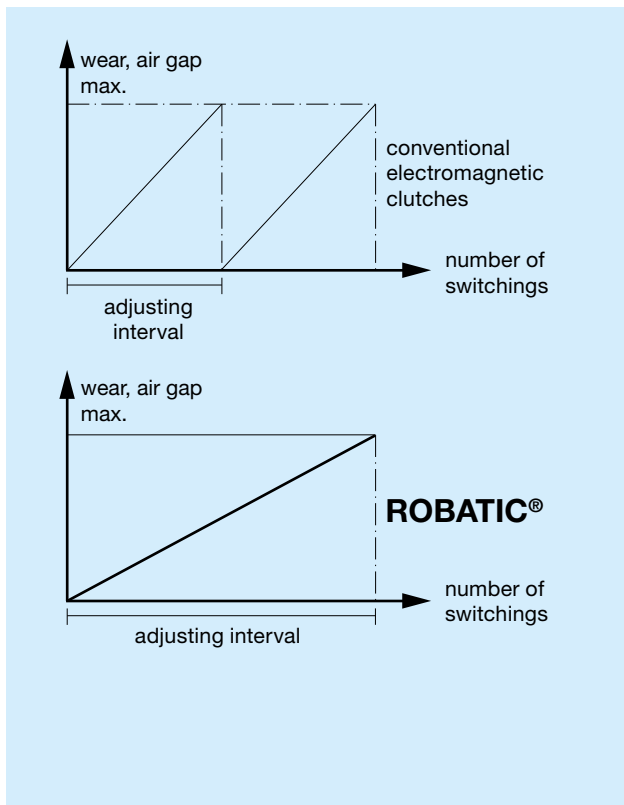 wear, air gap
max.
conventional
electromagnetic
clutches
number of
switchings
adjusting
interval
wear, air gap
max.
ROBATIC®
number of
switchings
adjusting interval